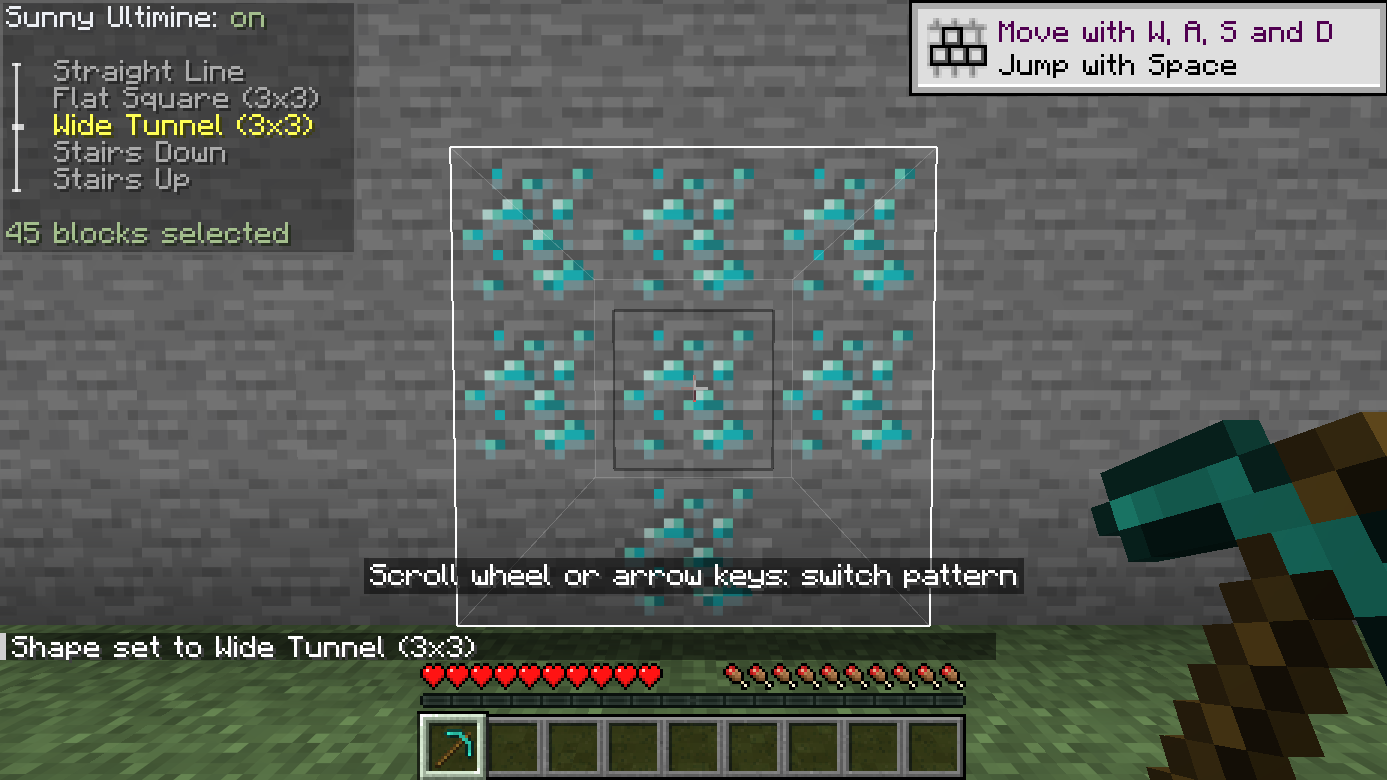 Sunny Ultimine: on
Straight Line
Flat Square (3x3)
Wide Tunnel (3x3)
Stairs Down
Stairs Up
45 blocks selected
Move with W, A, S and D
Jump with Space
Scroll wheel or arrow keys: switch pattern
Shape set to Wide Tunnel (3x3)